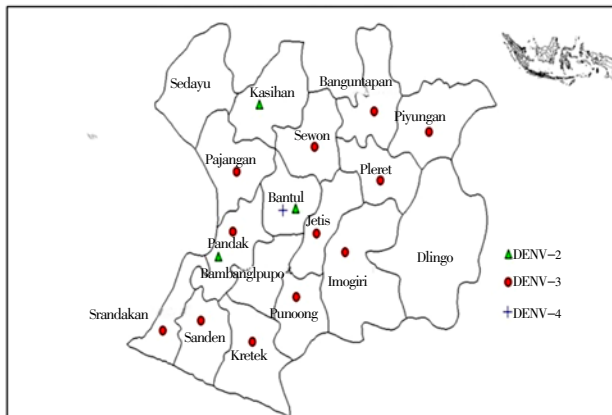 Sedayu
Kasihan
Banguntapan
Piyungan
Sewon
Pajangan
Pleret
Bantul
Jetis
Pandak
Bambanglpupo
Imogiri
Dlingo
Punoong
Srandakan
Sanden
Kretek
DENV-2
DENV-3
DENV-4